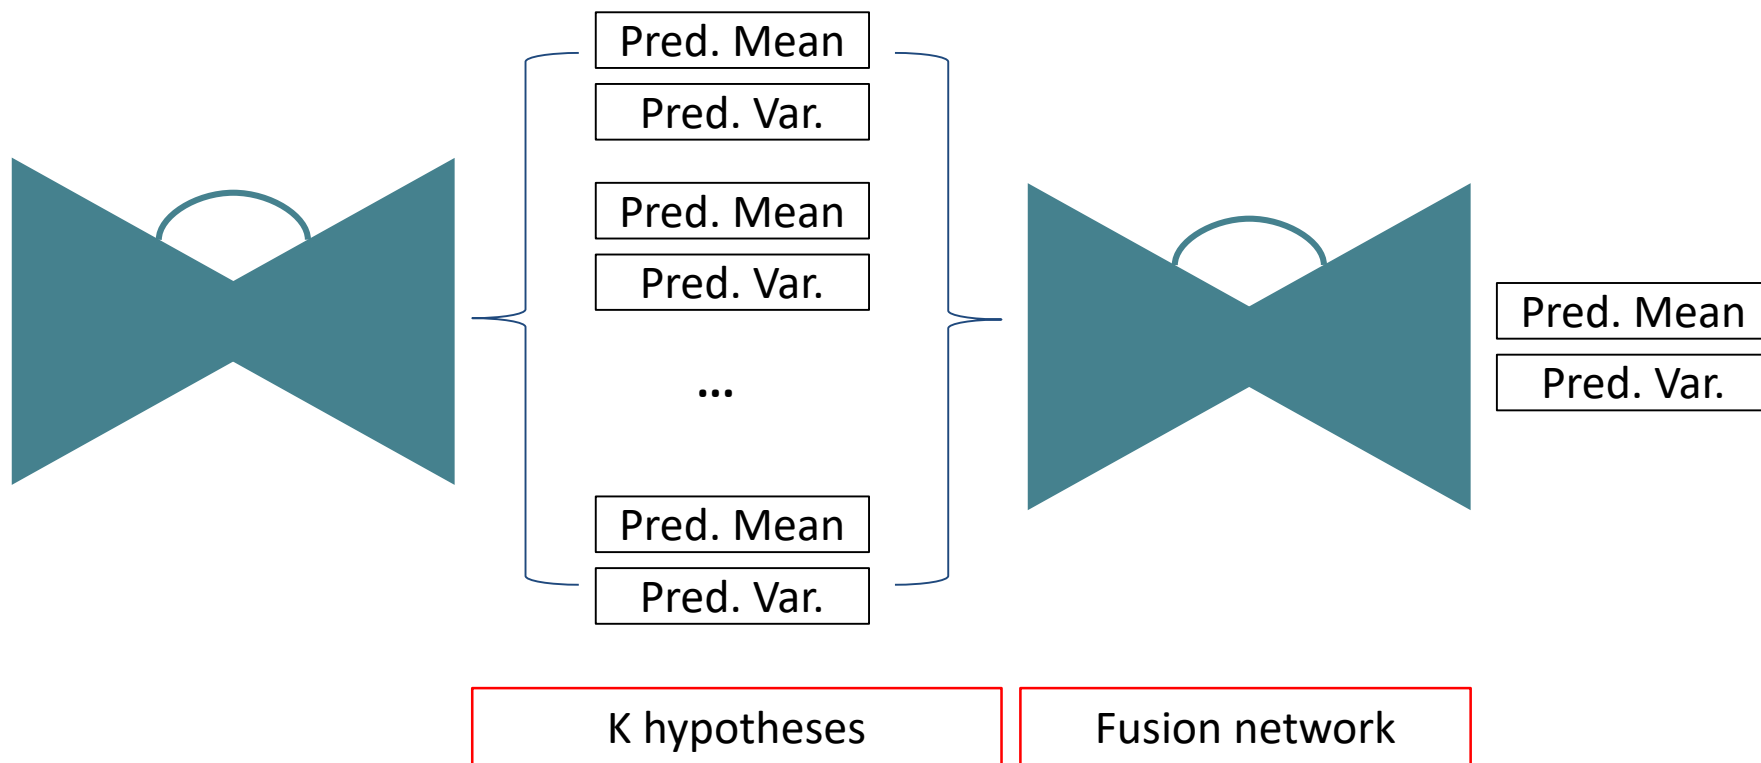 Pred. Mean
Pred. Var.
Pred. Mean
Pred. Var.
...
Pred. Mean
Pred. Var.
Pred. Mean
Pred. Var.
K hypotheses
Fusion network